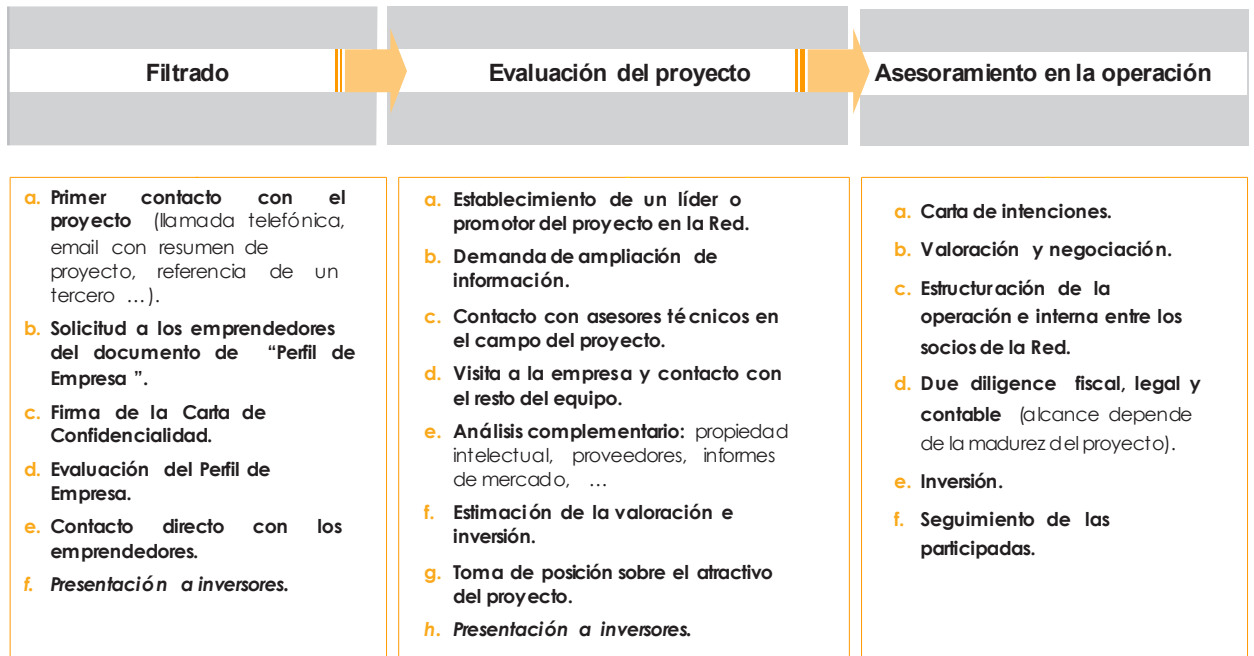 Filtrado
Evaluación del proyecto
Asesoramiento en la operación
a. Primer contacto con el
proyecto (llamada telefónica,
email con resumen de
proyecto, referencia de un
tercero ...).
b. Solicitud a los emprendedores
del documento de “Perfil de
Empresa ”.
c. Firma de la Carta de
Confidencialidad.
d. Evaluación del Perfil de
Empresa.
e. Contacto directo con los
emprendedores.
f. Presentación a inversores.
a. Establecimiento de un líder o
promotor del proyecto en la Red.
b. Demanda de ampliación de
información.
c. Contacto con asesores técnicos en
el campo del proyecto.
d. Visita a la empresa y contacto con
el resto del equipo.
e. Análisis complementario: propiedad
intelectual, proveedores, informes
de mercado, ...
f. Estimación de la valoración e
inversión.
g. Toma de posición sobre el atractivo
del proyecto.
h. Presentación a inversores.
a. Carta de intenciones.
b. Valoración y negociación.
c. Estructuración de la
operación e interna entre los
socios de la Red.
d. Due diligence fiscal, legal y
contable (alcance depende
de la madurez del proyecto).
e. Inversión.
f. Seguimiento de las
participadas.